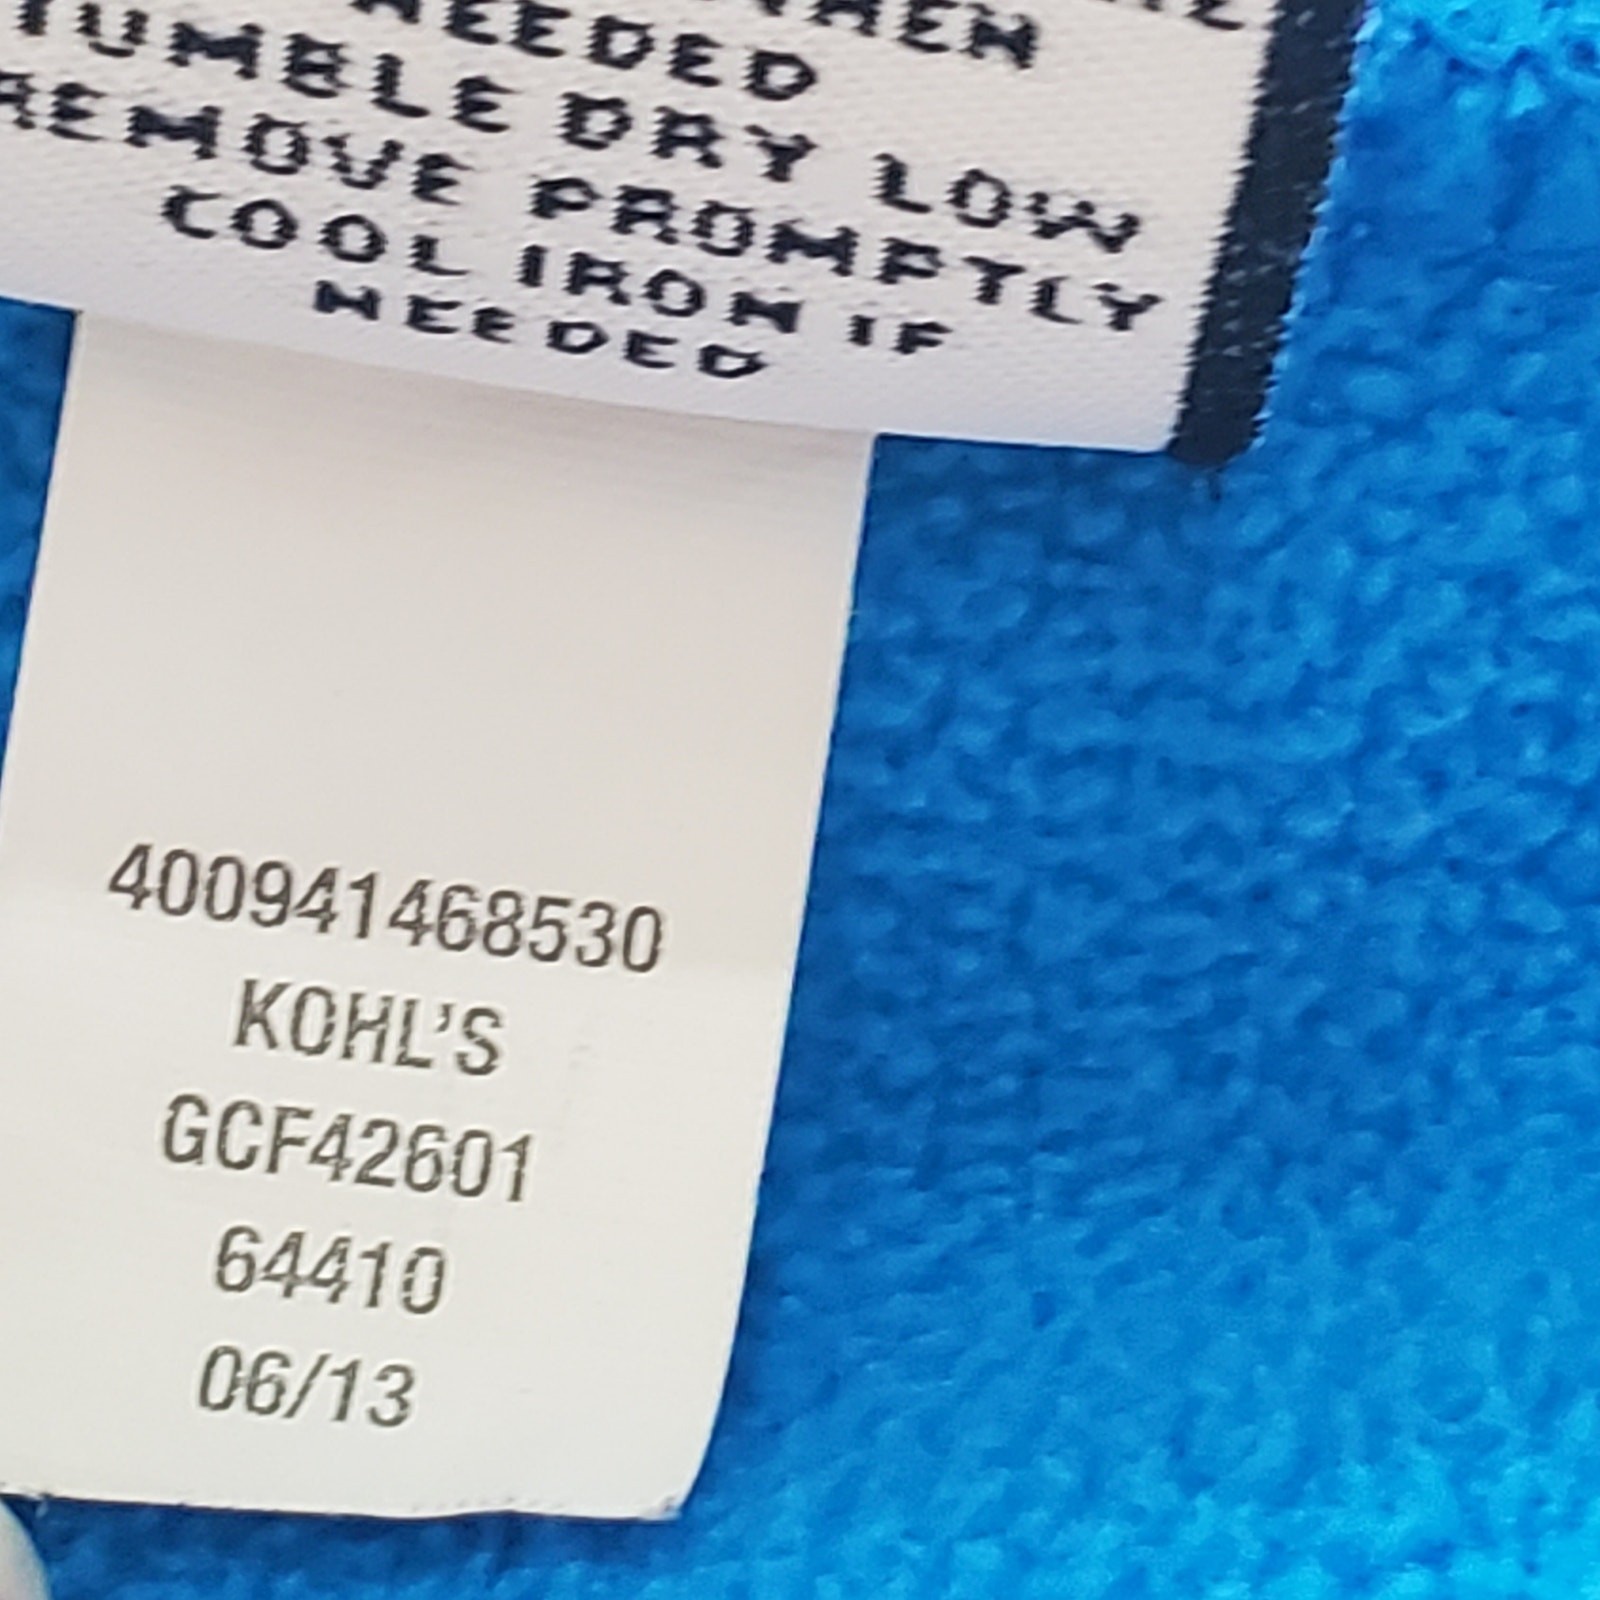 NEEDED
TUMBLE DRY LOW
REMOVE PROMPTLY
COOL IRON IF
NEEDED
400941468530
KOHL'S
GCF42601
64410
06/13